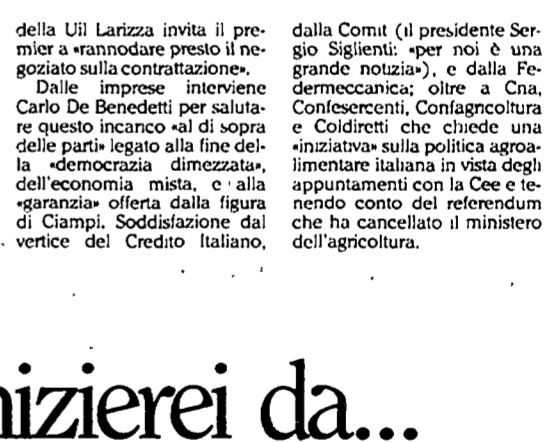 della Uil Larizza invita il pre-
mier a «rannodare presto il ne-
goziato sulla contrattazione».
Dalle imprese interviene
Carlo De Benedetti per saluta-
re questo incarico «al di sopra
delle parti» legato alla fine del-
la «democrazia dimezzata»,
dell'economia mista, e alla
«garanzia» offerta dalla figura
di Ciampi. Soddisfazione dal
vertice del Credito Italiano,
dalla Comit (il presidente Ser-
gio Siglienti: «per noi è una
grande notizia»), e dalla Fe-
dermeccanica; oltre a Cna,
Confesercenti, Confagricoltura
e Coldiretti che chiede una
«iniziativa» sulla politica agroa-
limentare italiana in vista degli
appuntamenti con la Cee e te-
nendo conto del referendum
che ha cancellato il ministero
dell'agricoltura.
nizierei da...